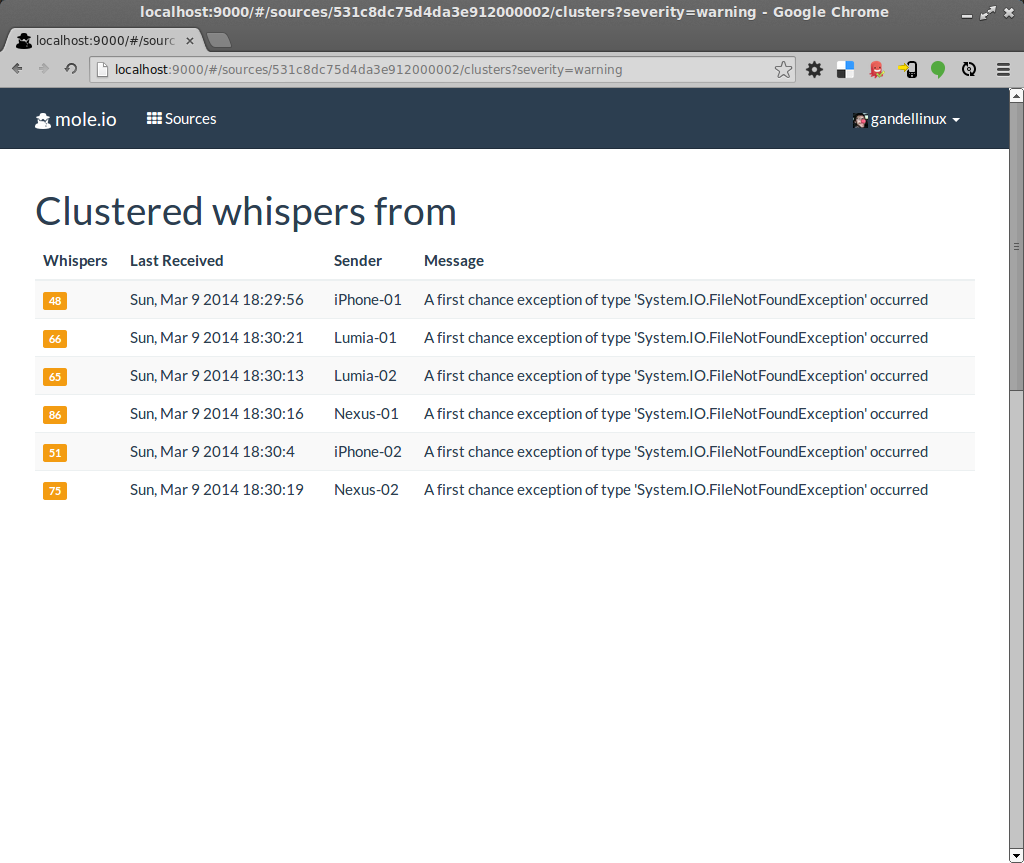 localhost:9000/#/sources/531c8dc75d4da3e912000002/clusters?severity=warning - Google Chrome
localhost:9000/#/sourc
localhost:9000/#/sources/531c8dc75d4da3e912000002/clusters?severity=warning
mole.io Sources gandellinux
Clustered whispers from
Whispers Last Received Sender Message
48 Sun, Mar 9 2014 18:29:56 iPhone-01 A first chance exception of type 'System.IO.FileNotFoundException' occurred
66 Sun, Mar 9 2014 18:30:21 Lumia-01 A first chance exception of type 'System.IO.FileNotFoundException' occurred
65 Sun, Mar 9 2014 18:30:13 Lumia-02 A first chance exception of type 'System.IO.FileNotFoundException' occurred
86 Sun, Mar 9 2014 18:30:16 Nexus-01 A first chance exception of type 'System.IO.FileNotFoundException' occurred
51 Sun, Mar 9 2014 18:30:4 iPhone-02 A first chance exception of type 'System.IO.FileNotFoundException' occurred
75 Sun, Mar 9 2014 18:30:19 Nexus-02 A first chance exception of type 'System.IO.FileNotFoundException' occurred